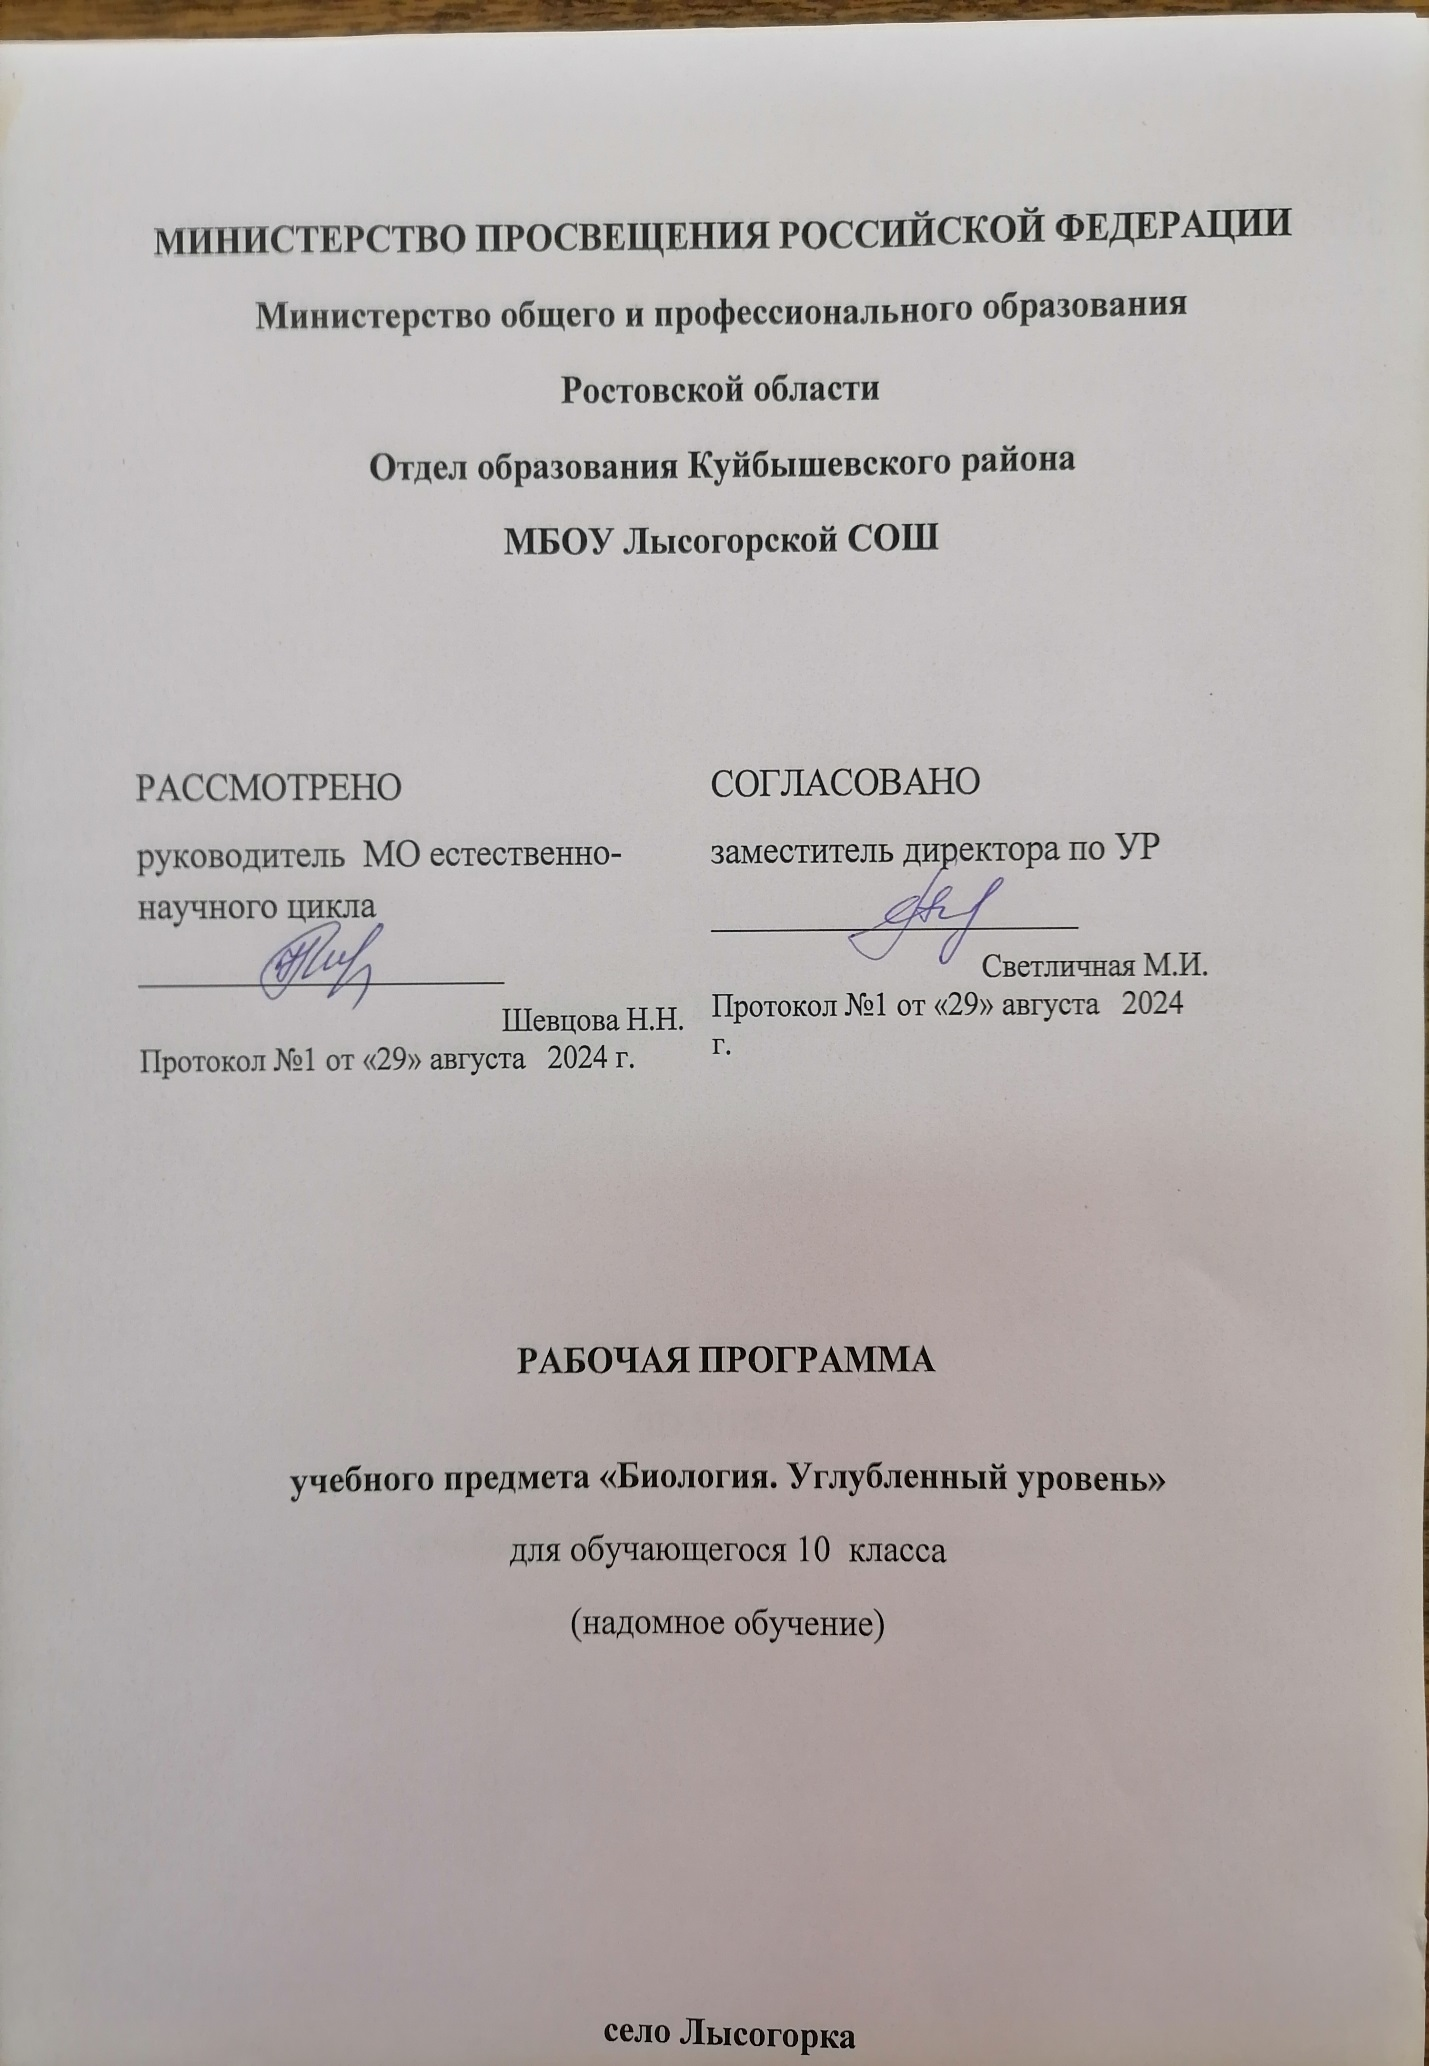 МИНИСТЕРСТВО ПРОСВЕЩЕНИЯ РОССИЙСКОЙ ФЕДЕРАЦИИ
Министерство общего и профессионального образования
Ростовской области
Отдел образования Куйбышевского района
МБОУ Лысогорской СОШ
РАССМОТРЕНО
руководитель МО естественно-
научного цикла
Шевцова Н.Н.
Протокол №1 от «29» августа 2024 г.
СОГЛАСОВАНО
заместитель директора по УР
Светличная М.И.
Протокол №1 от «29» августа 2024
г.
РАБОЧАЯ ПРОГРАММА
учебного предмета «Биология. Углубленный уровень»
для обучающегося 10 класса
(надомное обучение)
село Лысогорка